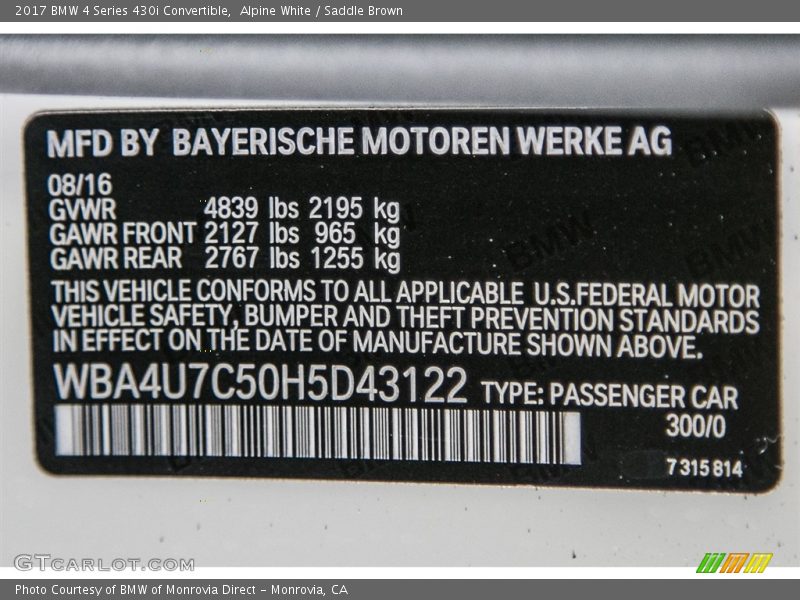 2017 BMW 4 Series 430i Convertible, Alpine White / Saddle Brown
MFD BY BAYERISCHE MOTOREN WERKE AG
08/16
GVWR 4839 lbs 2195 kg
GAWR FRONT 2127 lbs 965 kg
GAWR REAR 2767 lbs 1255 kg
THIS VEHICLE CONFORMS TO ALL APPLICABLE U.S.FEDERAL MOTOR
VEHICLE SAFETY, BUMPER AND THEFT PREVENTION STANDARDS
IN EFFECT ON THE DATE OF MANUFACTURE SHOWN ABOVE.
WBA4U7C50H5D43122 TYPE: PASSENGER CAR
300/0
7 315 814
GTCARLOT.COM
Photo Courtesy of BMW of Monrovia Direct - Monrovia, CA